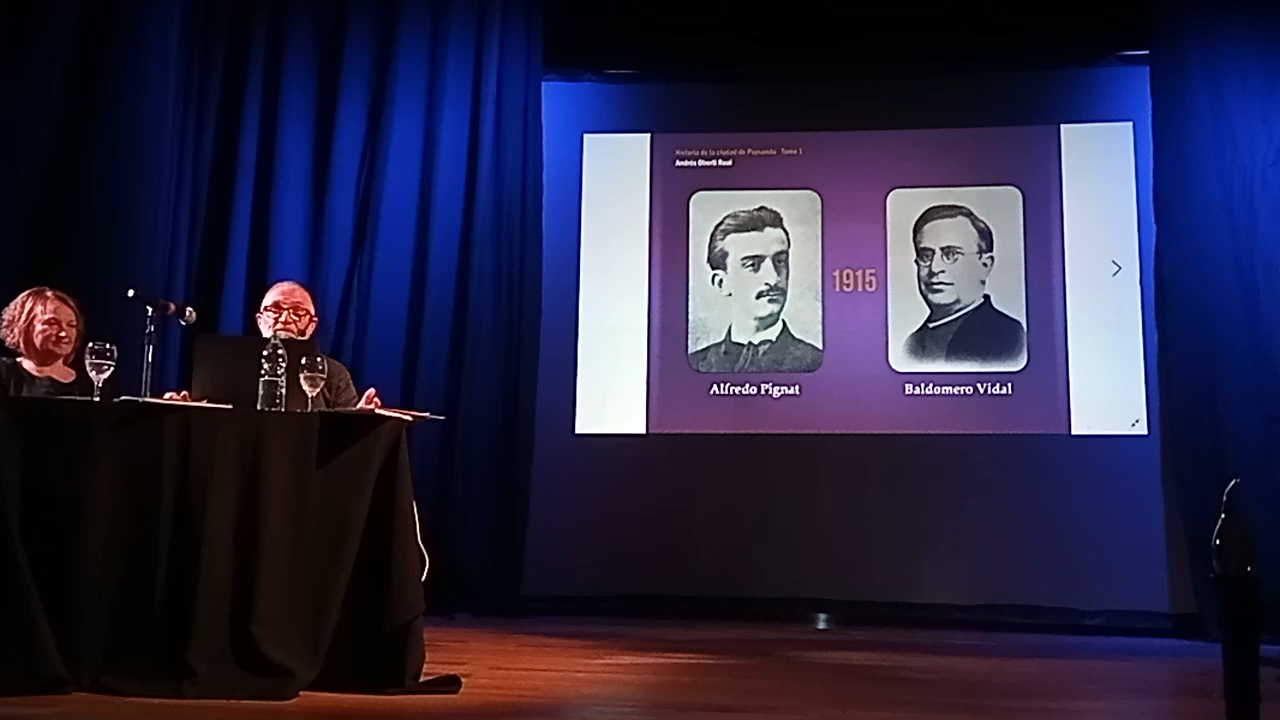 Historia de la ciudad de Paysandú - Tomo 1
Andrés Oberti Rual
1915
Alfredo Pignat
Baldomero Vidal